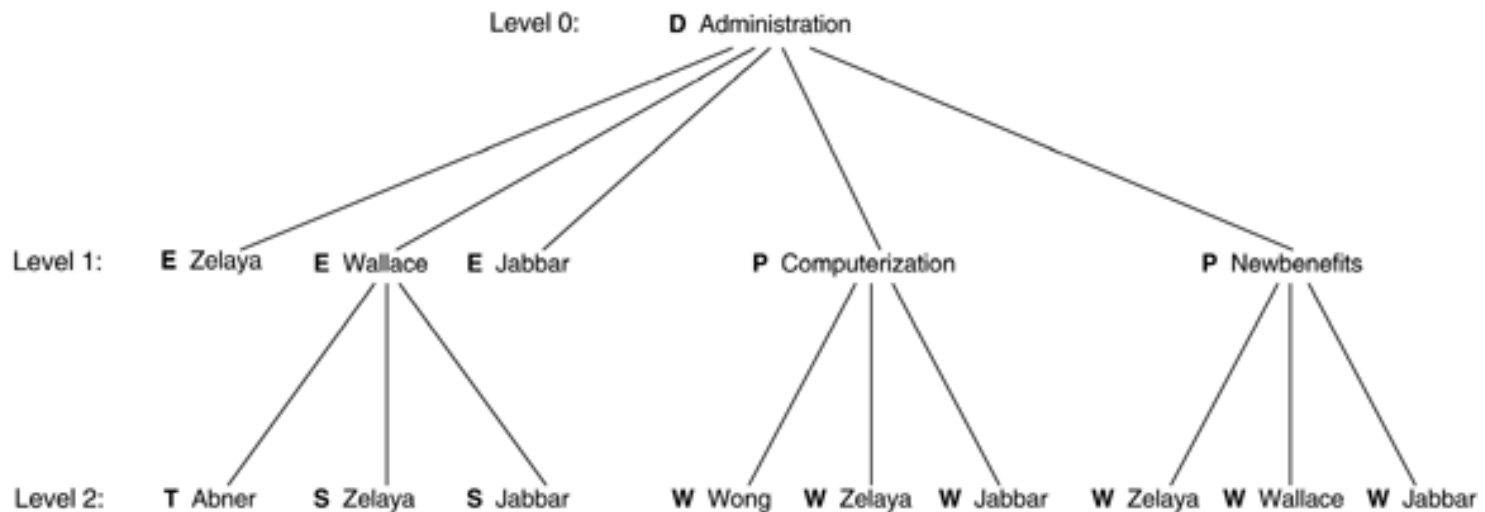 Level 0: D Administration
Level 1: E Zelaya E Wallace E Jabbar P Computerization P Newbenefits
Level 2: T Abner S Zelaya S Jabbar W Wong W Zelaya W Jabbar W Zelaya W Wallace W Jabbar